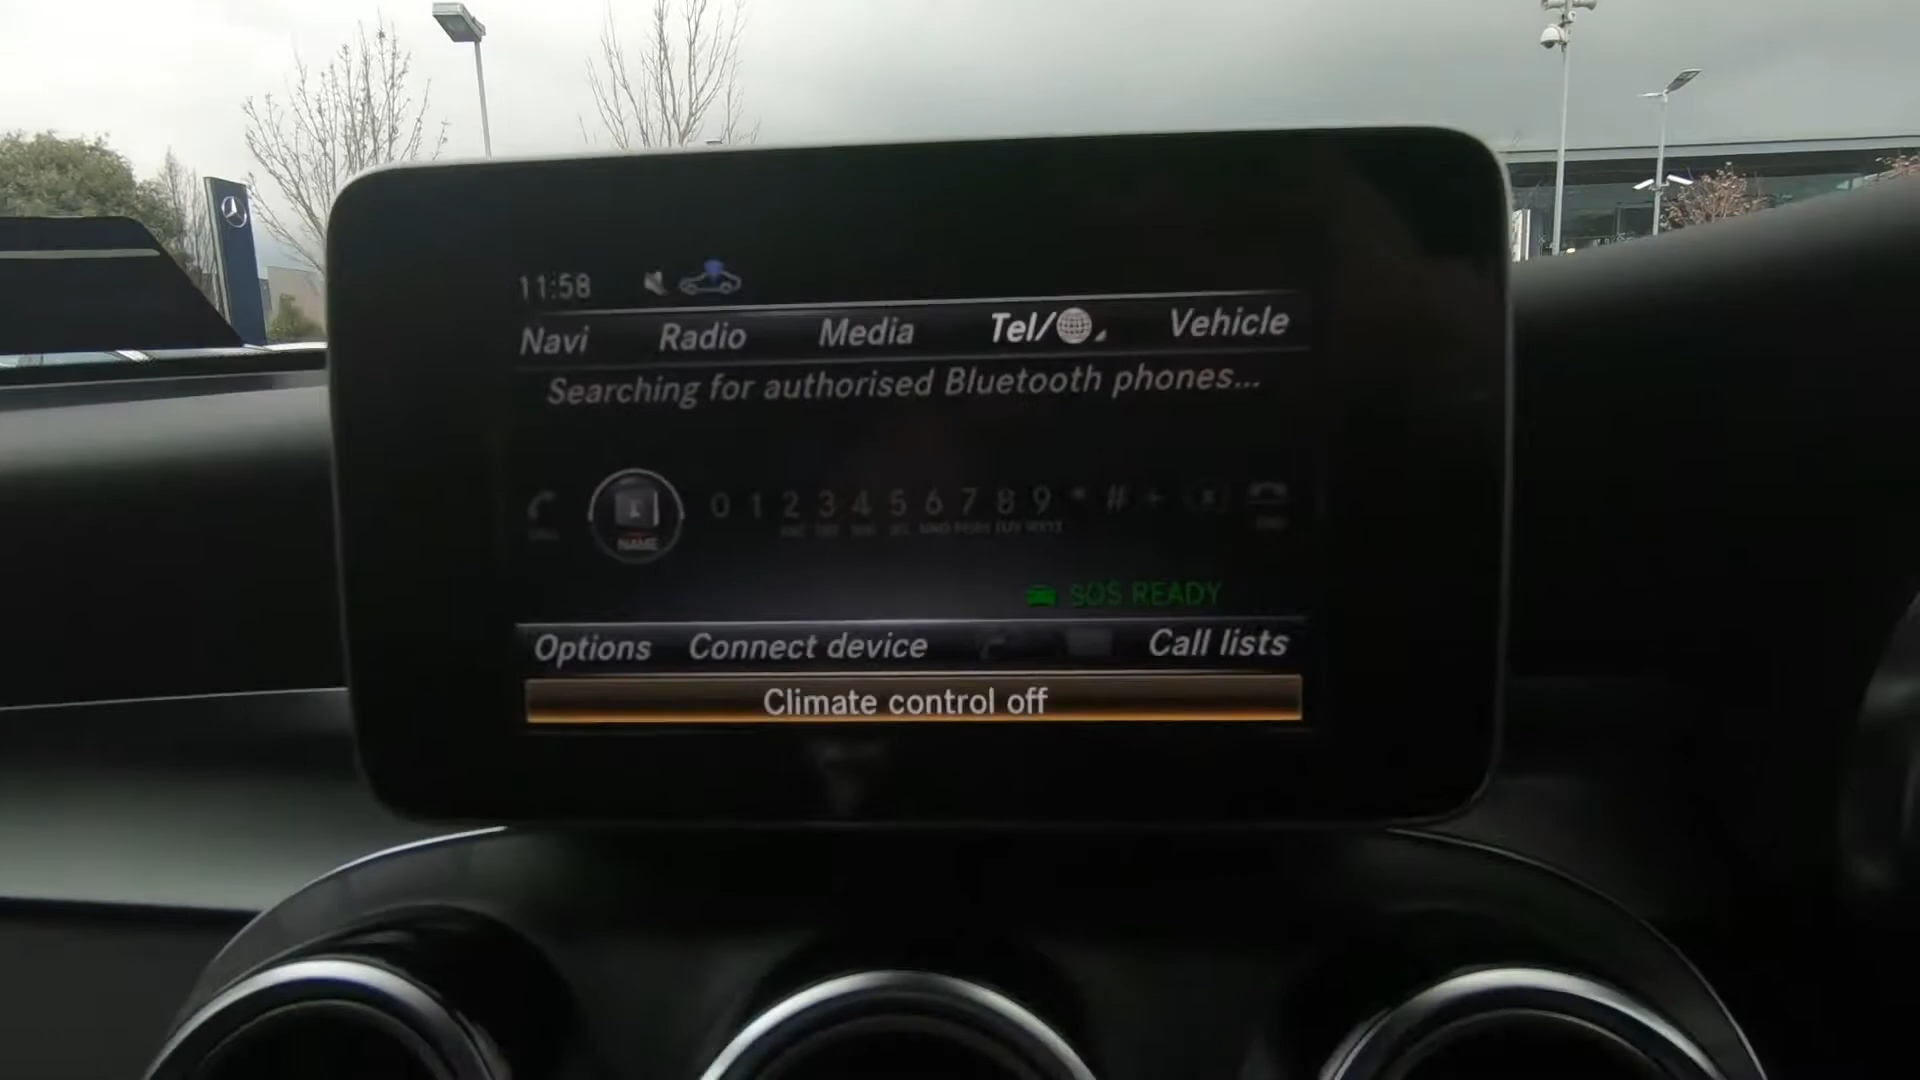 11:58
Navi Radio Media Tel/ Vehicle
Searching for authorised Bluetooth phones...
NAME 0 1 2 3 4 5 6 7 8 9 * # +
SOS READY
Options Connect device Call lists
Climate control off